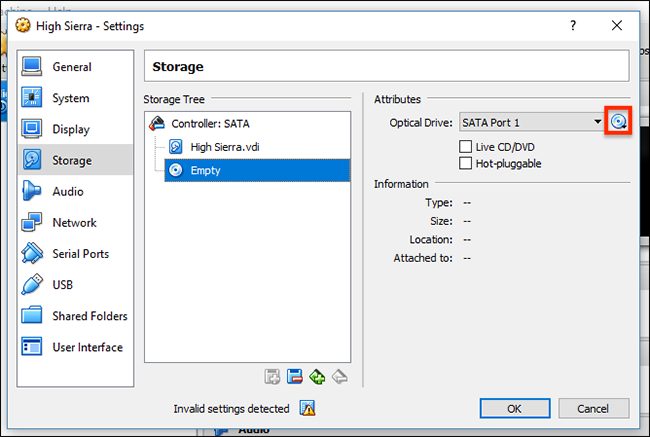 Help
High Sierra - Settings
?
General
System
Display
Storage
Audio
Network
Serial Ports
USB
Shared Folders
User Interface
Storage
Storage Tree
Controller: SATA
High Sierra.vdi
Empty
Attributes
Optical Drive: SATA Port 1
Live CD/DVD
Hot-pluggable
Information
Type: --
Size: --
Location: --
Attached to: --
Invalid settings detected
OK
Cancel
Audio